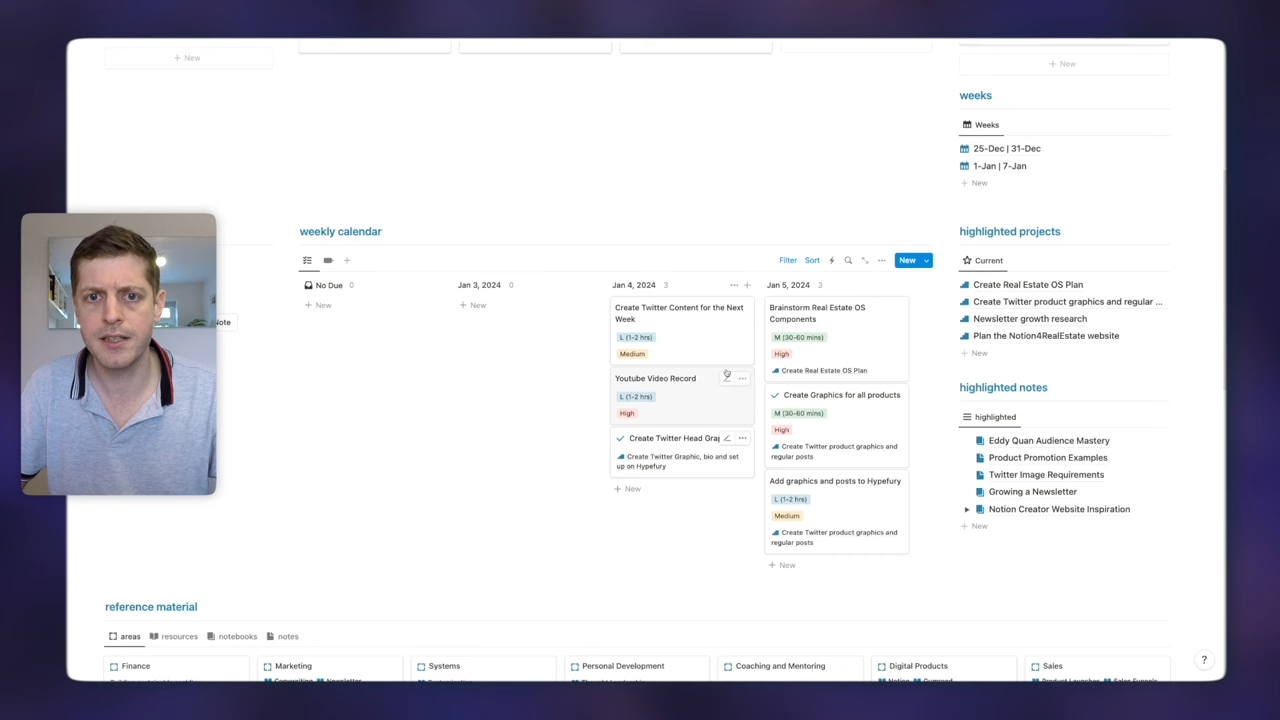 + New
+ New
weeks
Weeks
25-Dec | 31-Dec
1-Jan | 7-Jan
+ New
weekly calendar
Filter Sort New
No Due 0
+ New
Jan 3, 2024 0
+ New
Jan 4, 2024 3
Create Twitter Content for the Next
Week
L (1-2 hrs)
Medium
Youtube Video Record
L (1-2 hrs)
High
Create Twitter Head Grap
Create Twitter Graphic, bio and set
up on Hypefury
+ New
Jan 5, 2024 3
Brainstorm Real Estate OS
Components
M (30-60 mins)
High
Create Real Estate OS Plan
Create Graphics for all products
M (30-60 mins)
High
Create Twitter product graphics and
regular posts
Add graphics and posts to Hypefury
L (1-2 hrs)
Medium
Create Twitter product graphics and
regular posts
+ New
highlighted projects
Current
Create Real Estate OS Plan
Create Twitter product graphics and regular ...
Newsletter growth research
Plan the Notion4RealEstate website
+ New
highlighted notes
highlighted
Eddy Quan Audience Mastery
Product Promotion Examples
Twitter Image Requirements
Growing a Newsletter
Notion Creator Website Inspiration
+ New
Note
reference material
areas resources notebooks notes
Finance Marketing Systems Personal Development Coaching and Mentoring Digital Products Sales
?